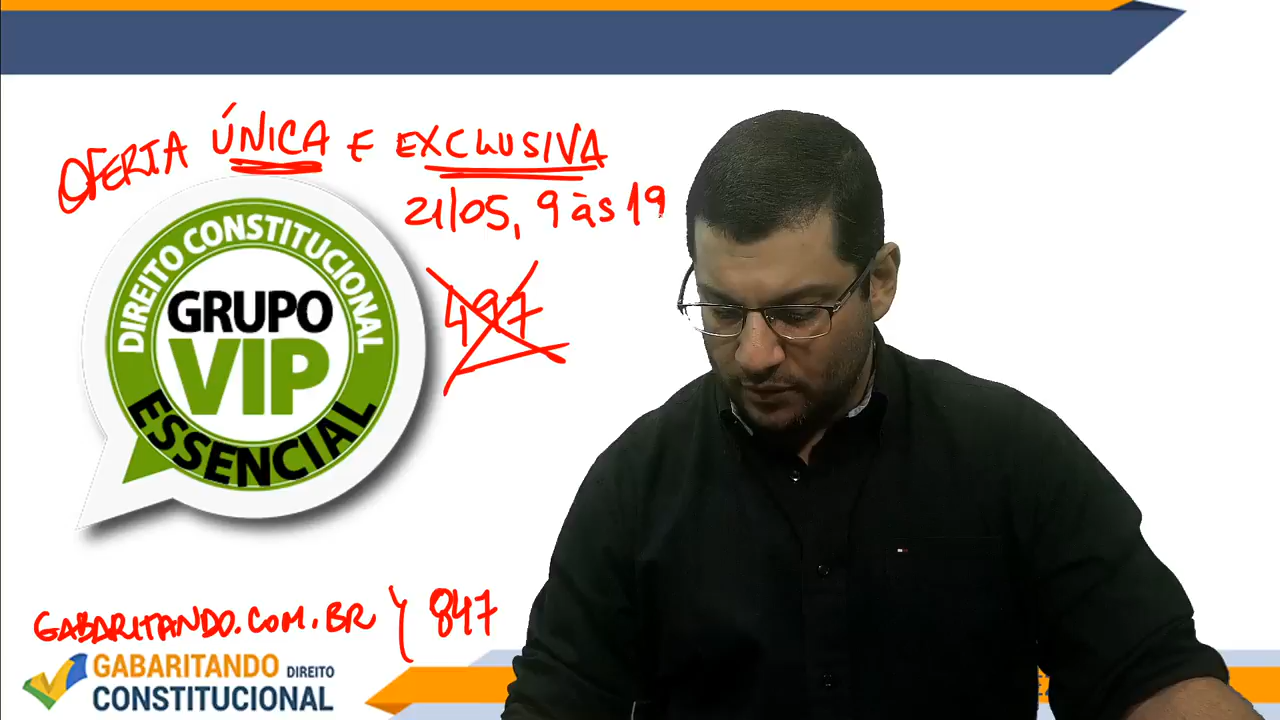 OFERTA ÚNICA E EXCLUSIVA
21/05, 9 às 19
497
DIREITO CONSTITUCIONAL
GRUPO
VIP
ESSENCIAL
GABARITANDO.COM.BR 847
GABARITANDO DIREITO
CONSTITUCIONAL